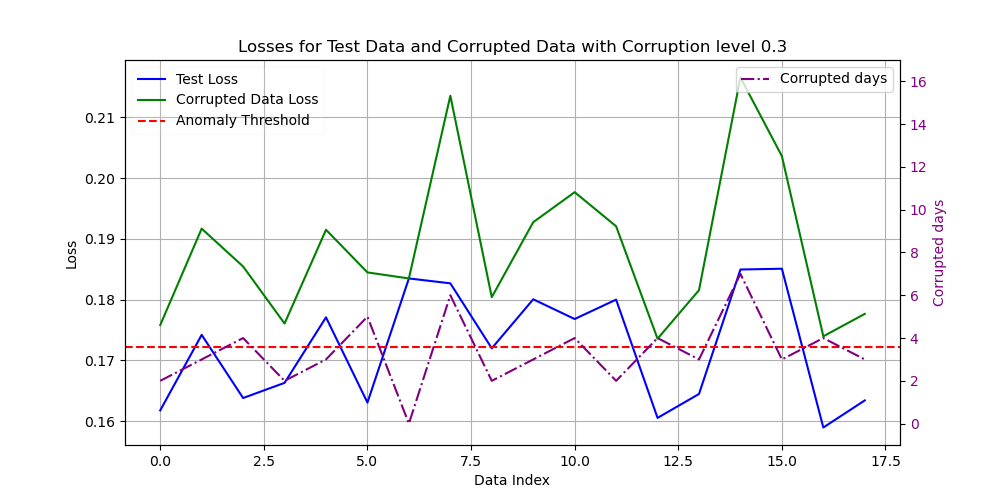 Losses for Test Data and Corrupted Data with Corruption level 0.3
Test Loss
Corrupted Data Loss
Anomaly Threshold
Corrupted days
0.21
0.20
0.19
0.18
0.17
0.16
Loss
16
14
12
10
8
6
4
2
0
Corrupted days
0.0 2.5 5.0 7.5 10.0 12.5 15.0 17.5
Data Index